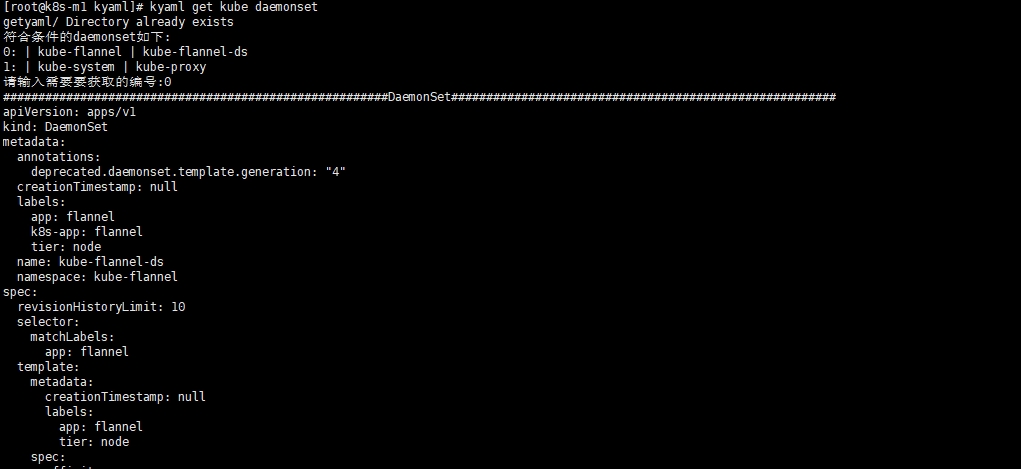 [root@k8s-m1 kyaml]# kyaml get kube daemonset
getyaml/ Directory already exists
符合条件的daemonset如下:
0: | kube-flannel | kube-flannel-ds
1: | kube-system | kube-proxy
请输入需要要获取的编号:0
#######################################################DaemonSet#######################################################
apiVersion: apps/v1
kind: DaemonSet
metadata:
  annotations:
    deprecated.daemonset.template.generation: "4"
  creationTimestamp: null
  labels:
    app: flannel
    k8s-app: flannel
    tier: node
  name: kube-flannel-ds
  namespace: kube-flannel
spec:
  revisionHistoryLimit: 10
  selector:
    matchLabels:
      app: flannel
  template:
    metadata:
      creationTimestamp: null
      labels:
        app: flannel
        tier: node
    spec: